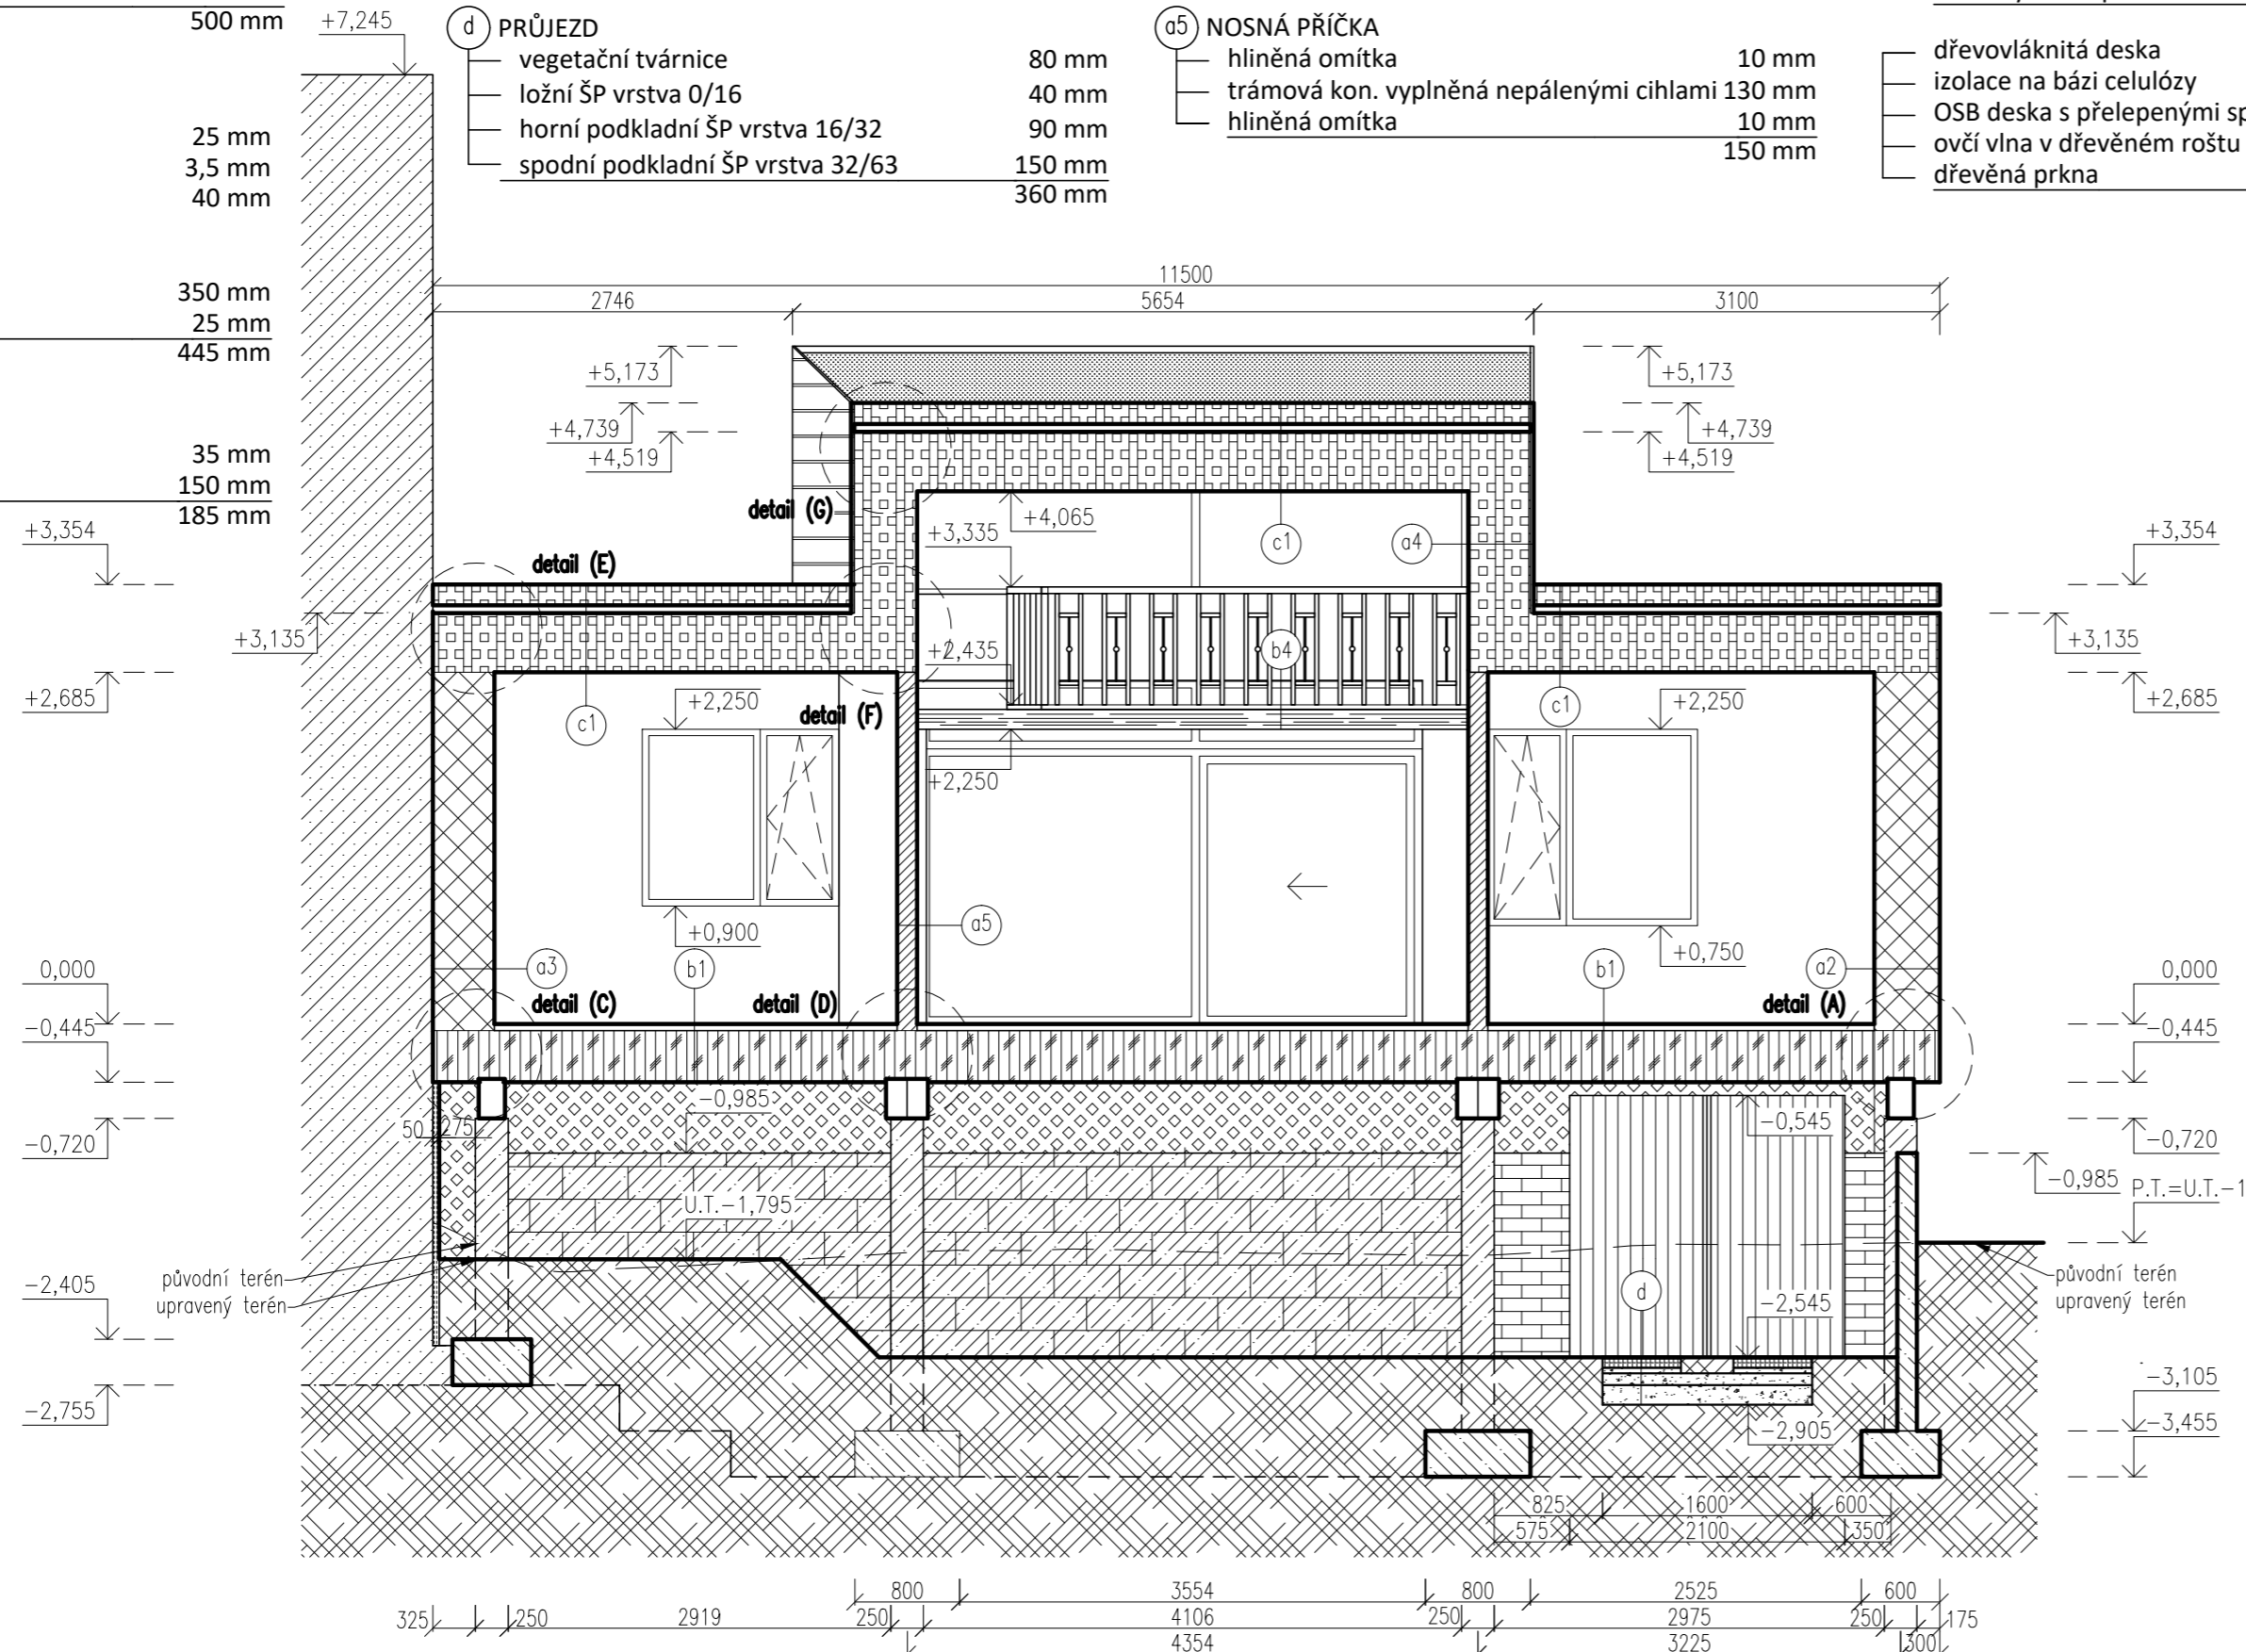 500 mm
25 mm
3,5 mm
40 mm
350 mm
25 mm
445 mm
35 mm
150 mm
185 mm
d PRŮJEZD
vegetační tvárnice 80 mm
ložní ŠP vrstva 0/16 40 mm
horní podkladní ŠP vrstva 16/32 90 mm
spodní podkladní ŠP vrstva 32/63 150 mm
360 mm
a5 NOSNÁ PŘÍČKA
hliněná omítka 10 mm
trámová kon. vyplněná nepálenými cihlami 130 mm
hliněná omítka 10 mm
150 mm
dřevovláknitá deska
izolace na bázi celulózy
OSB deska s přelepenými sp
ovčí vlna v dřevěném roštu
dřevěná prkna
+7,245
11500
2746 5654 3100
+5,173 +5,173
+4,739 +4,739
+4,519 +4,519
detail (G)
+4,065
+3,354 +3,335 c1 a4 +3,354
detail (E)
+3,135 +2,435 b4 +3,135
+2,685 c1 +2,250 detail (F) c1 +2,250 +2,685
+2,250
+0,900 a5 +0,750
0,000 a3 b1 b1 a2 0,000
detail (C) detail (D) detail (A)
-0,445 -0,445
-0,985 -0,545
50 275
-0,720 -0,720
-0,985 P.T.=U.T.-1
U.T.-1,795
původní terén
upravený terén
původní terén
upravený terén
-2,405 d -2,545
-3,105
-2,755 -2,905 -3,455
825 1600 600
575 2100 350
800 3554 800 2525 600
325 250 2919 250 4106 250 2975 250 175
4354 3225 300